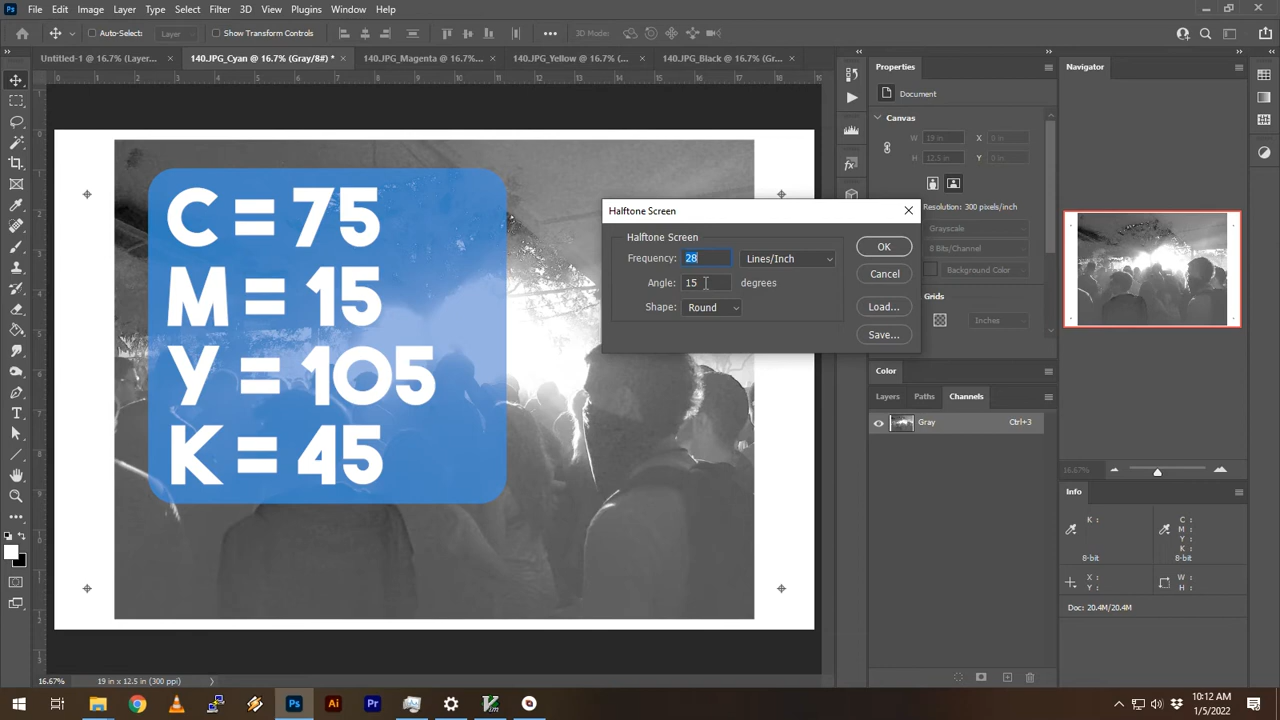 Ps File Edit Image Layer Type Select Filter 3D View Plugins Window Help
Auto-Select: Layer Show Transform Controls 3D Mode:
Untitled-1 @ 16.7% (Layer... × 140.JPG_Cyan @ 16.7% (Gray/8#) * × 140.JPG_Magenta @ 16.7%... × 140.JPG_Yellow @ 16.7% (... × 140.JPG_Black @ 16.7% (Gr... ×
C = 75
M = 15
Y = 105
K = 45
Halftone Screen
Halftone Screen
Frequency: 28 Lines/Inch
Angle: 15 degrees
Shape: Round
OK
Cancel
Load...
Save...
Properties
Document
Canvas
W 19 in X 0 in
H 12.5 in Y 0 in
Resolution: 300 pixels/inch
Grayscale
8 Bits/Channel
Background Color
Grids
Inches
Color
Layers Paths Channels
Gray Ctrl+3
Navigator
16.67%
Info
K : C :
M :
Y :
K :
8-bit 8-bit
X : W :
Y : H :
Doc: 20.4M/20.4M
16.67% 19 in x 12.5 in (300 ppi)
Ps Ai Pr
10:12 AM
1/5/2022